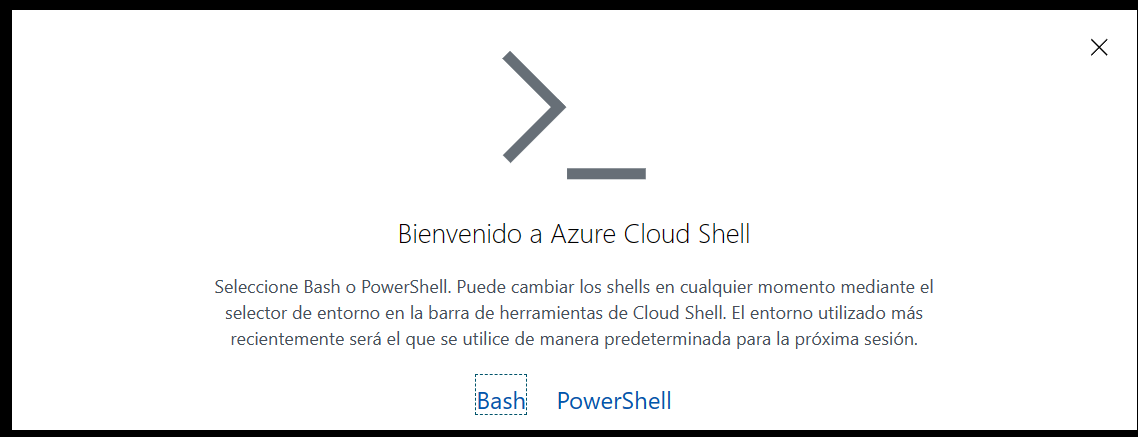 Bienvenido a Azure Cloud Shell
Seleccione Bash o PowerShell. Puede cambiar los shells en cualquier momento mediante el
selector de entorno en la barra de herramientas de Cloud Shell. El entorno utilizado más
recientemente será el que se utilice de manera predeterminada para la próxima sesión.
Bash PowerShell